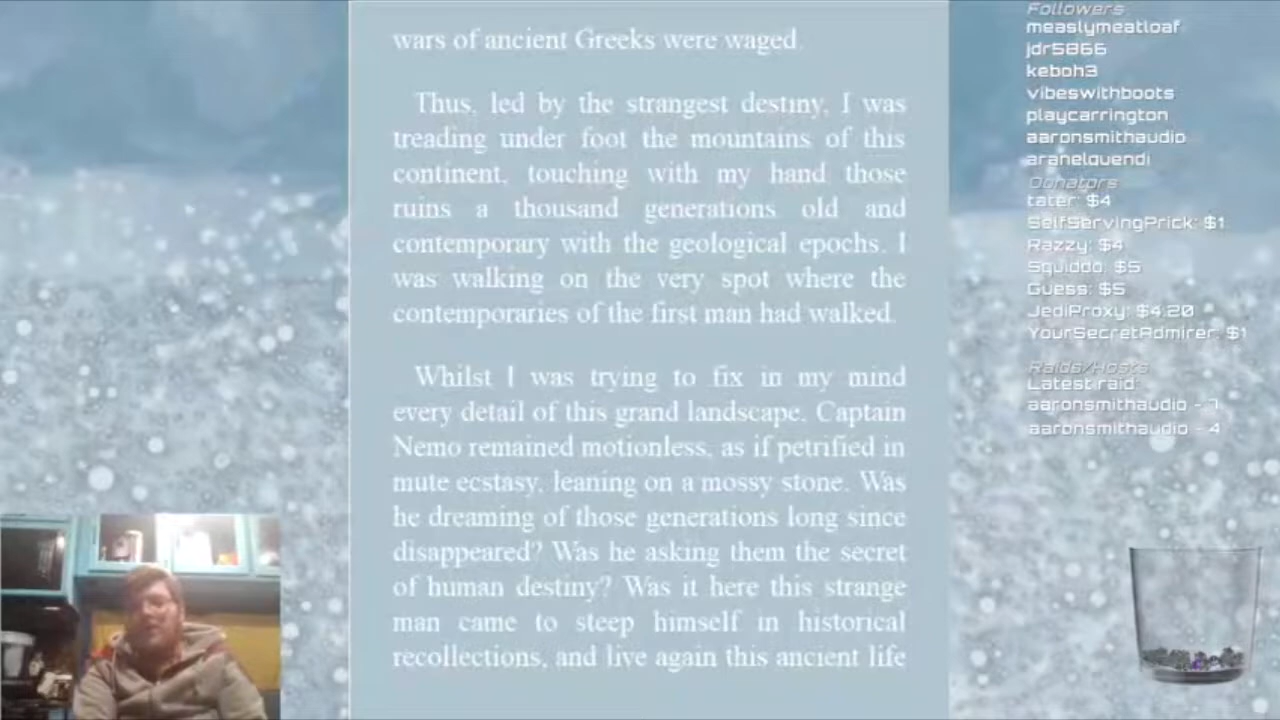 wars of ancient Greeks were waged.
Thus, led by the strangest destiny, I was
treading under foot the mountains of this
continent, touching with my hand those
ruins a thousand generations old and
contemporary with the geological epochs. I
was walking on the very spot where the
contemporaries of the first man had walked.
Whilst I was trying to fix in my mind
every detail of this grand landscape, Captain
Nemo remained motionless, as if petrified in
mute ecstasy, leaning on a mossy stone. Was
he dreaming of those generations long since
disappeared? Was he asking them the secret
of human destiny? Was it here this strange
man came to steep himself in historical
recollections, and live again this ancient life
Followers
measlymeatloaf
jdr5866
keboh3
vibeswithboots
playcarrington
aaronsmithaudio
aranelquendi
Donators
tater: $4
SelfServingPrick: $1
Razzy: $4
Squiddo: $5
Guess: $5
JediProxy: $4.20
YourSecretAdmirer: $1
Raids/Hosts
Latest raid:
aaronsmithaudio - 7
aaronsmithaudio - 4